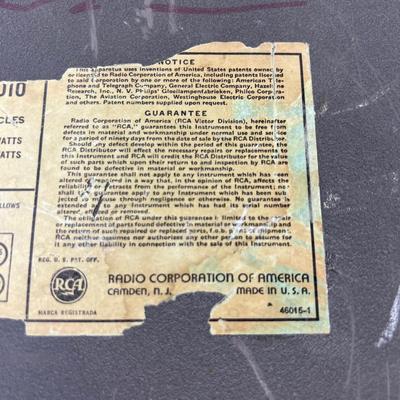 NOTICE
apparatus uses inventions of United States patents owned by
or licensed to Radio Corporation of America, including patents licensed
to said corporation by one or more of the following: American Tele-
phone and Telegraph Company, General Electric Company, Hazeltine
Research, Inc., N. V. Philips' Gloeilampenfabrieken, Philco Corpora-
tion, The Aviation Corporation, Westinghouse Electric Corporation
and others. Patent numbers supplied upon request.
GUARANTEE
Radio Corporation of America (RCA Victor Division), hereinafter
referred to as "RCA," guarantees this Instrument to be free from
defects in material and workmanship under normal use and service
for a period of ninety days from the date of sale by the RCA Distributor.
Should any defect develop within the period of this guarantee, the
RCA Distributor will effect the necessary repairs or replacements to
this Instrument and RCA will credit the RCA Distributor for the value
of such parts which upon their return to and inspection by RCA are
found to be defective in material or workmanship.
This guarantee shall not apply to any instrument which has been
altered or repaired in a way that, in the opinion of RCA, affects the
reliability or detracts from the performance of the Instrument; nor
shall this guarantee apply to any Instrument which has been sub-
jected to misuse through negligence or otherwise. No guarantee
shall apply to any Instrument which has had its serial number
altered, effaced or removed.
The obligation of RCA under this guarantee is limited to the repair
or replacement of parts found defective in material or workmanship and
the return of such repaired or replaced parts, f.o.b. shipment.
RCA neither assumes nor authorizes any other person to assume for
it any other liability in connection with the sale of this Instrument.
010
CLES
WATTS
WATTS
FOLLOWS
REG. U. S. PAT. OFF.
RCA
MARCA REGISTRADA
RADIO CORPORATION OF AMERICA
CAMDEN, N. J. MADE IN U. S. A.
46015-1